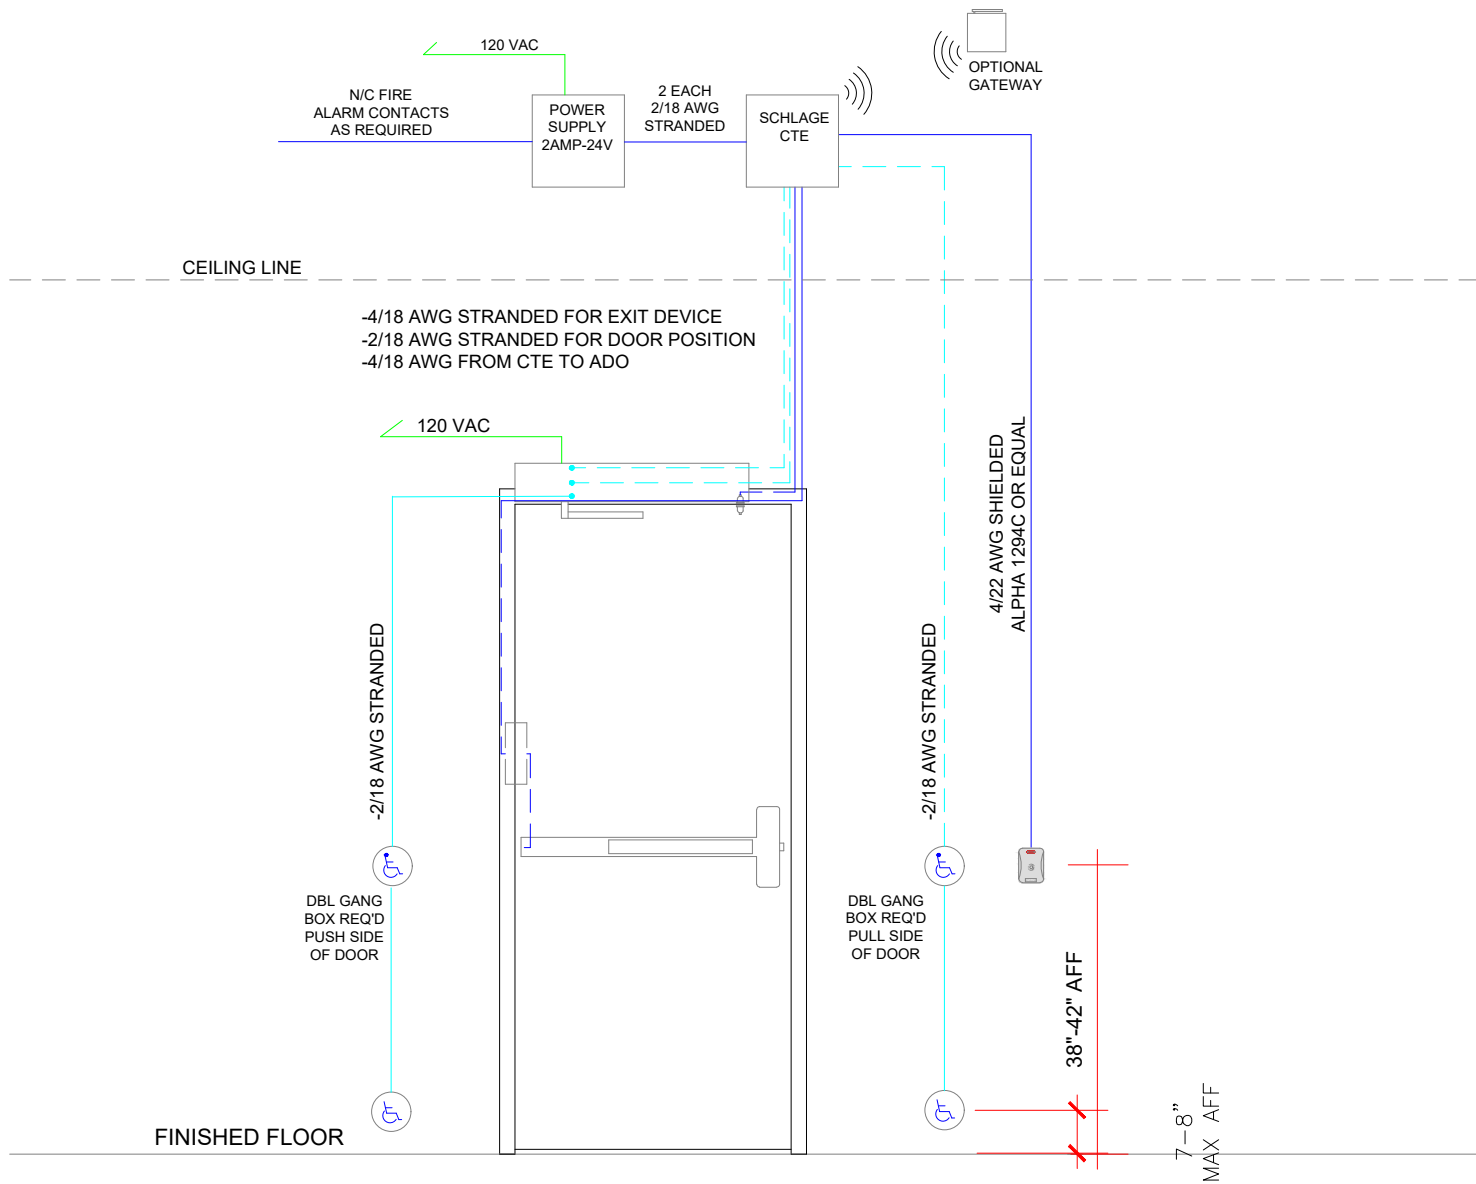 120 VAC
OPTIONAL
GATEWAY
N/C FIRE
ALARM CONTACTS
AS REQUIRED
POWER
SUPPLY
2AMP-24V
2 EACH
2/18 AWG
STRANDED
SCHLAGE
CTE
CEILING LINE
-4/18 AWG STRANDED FOR EXIT DEVICE
-2/18 AWG STRANDED FOR DOOR POSITION
-4/18 AWG FROM CTE TO ADO
120 VAC
-2/18 AWG STRANDED
-2/18 AWG STRANDED
4/22 AWG SHIELDED
ALPHA 1294C OR EQUAL
DBL GANG
BOX REQ'D
PUSH SIDE
OF DOOR
DBL GANG
BOX REQ'D
PULL SIDE
OF DOOR
38"-42" AFF
7-8"
MAX AFF
FINISHED FLOOR